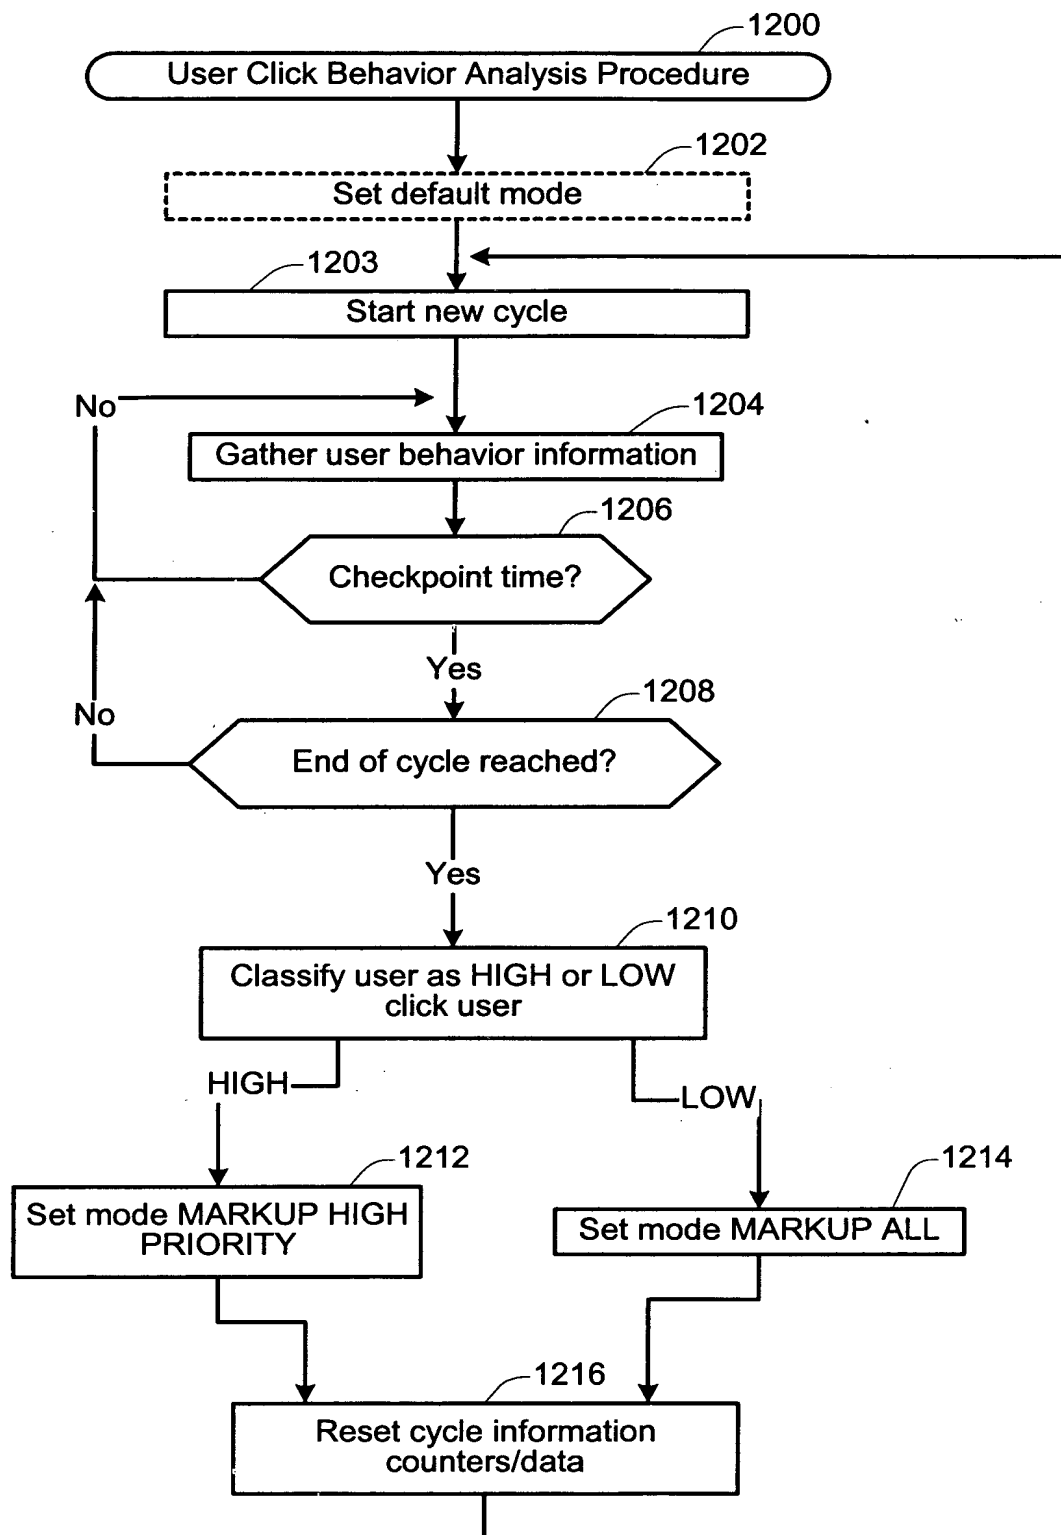 1200
User Click Behavior Analysis Procedure
1202
Set default mode
1203
Start new cycle
No
1204
Gather user behavior information
1206
Checkpoint time?
Yes
1208
No
End of cycle reached?
Yes
1210
Classify user as HIGH or LOW
click user
HIGH
LOW
1212
1214
Set mode MARKUP HIGH
PRIORITY
Set mode MARKUP ALL
1216
Reset cycle information
counters/data